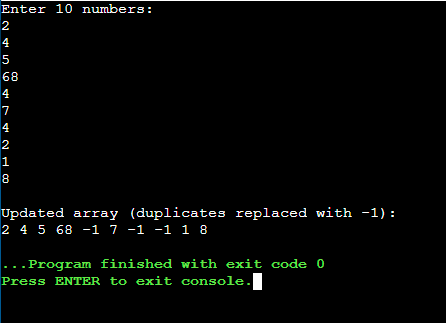 Enter 10 numbers:
2
4
5
68
4
7
4
2
1
8
Updated array (duplicates replaced with -1):
2 4 5 68 -1 7 -1 -1 1 8
...Program finished with exit code 0
Press ENTER to exit console.